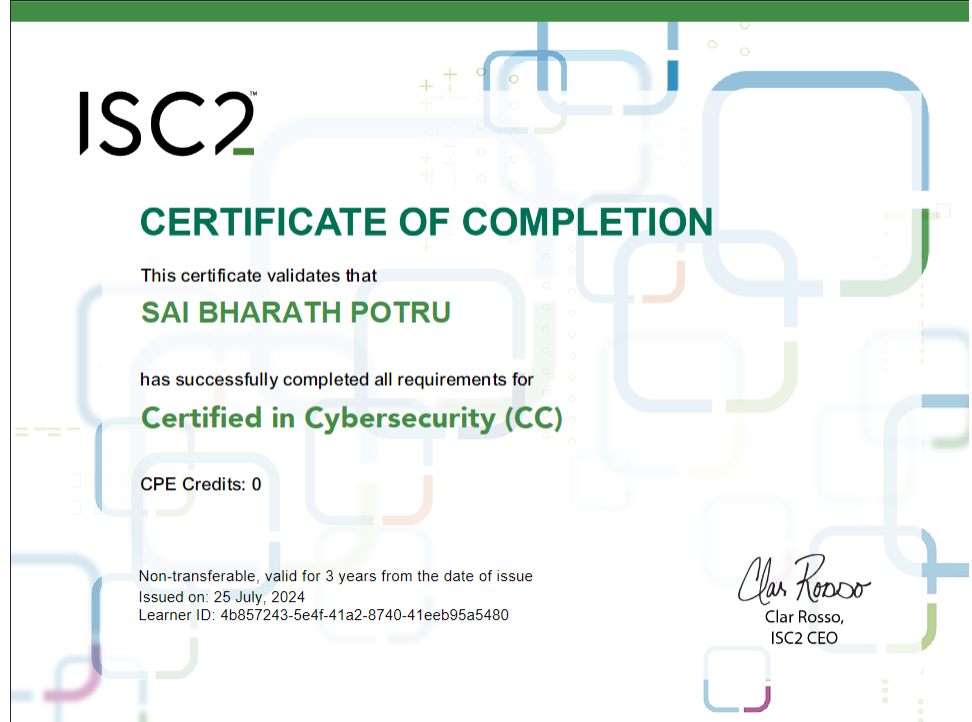 ISC2™
CERTIFICATE OF COMPLETION
This certificate validates that
SAI BHARATH POTRU
has successfully completed all requirements for
Certified in Cybersecurity (CC)
CPE Credits: 0
Non-transferable, valid for 3 years from the date of issue
Issued on: 25 July, 2024
Learner ID: 4b857243-5e4f-41a2-8740-41eeb95a5480
Clar Rosso
Clar Rosso,
ISC2 CEO